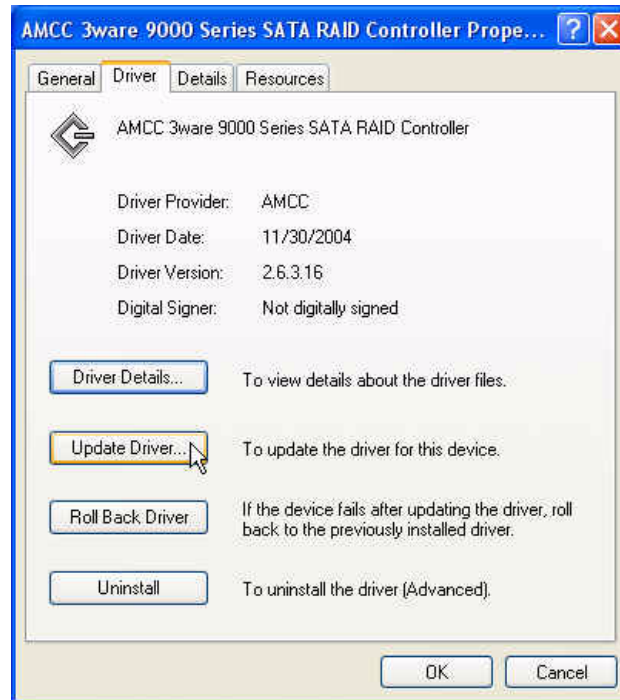 AMCC 3ware 9000 Series SATA RAID Controller Prope...
General Driver Details Resources
AMCC 3ware 9000 Series SATA RAID Controller
Driver Provider: AMCC
Driver Date: 11/30/2004
Driver Version: 2.6.3.16
Digital Signer: Not digitally signed
Driver Details... To view details about the driver files.
Update Driver... To update the driver for this device.
Roll Back Driver If the device fails after updating the driver, roll
back to the previously installed driver.
Uninstall To uninstall the driver (Advanced).
OK Cancel